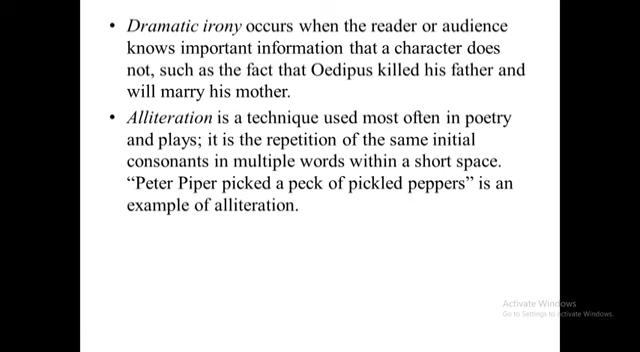 • Dramatic irony occurs when the reader or audience
knows important information that a character does
not, such as the fact that Oedipus killed his father and
will marry his mother.
• Alliteration is a technique used most often in poetry
and plays; it is the repetition of the same initial
consonants in multiple words within a short space.
“Peter Piper picked a peck of pickled peppers” is an
example of alliteration.
Activate Windows
Go to Settings to activate Windows.